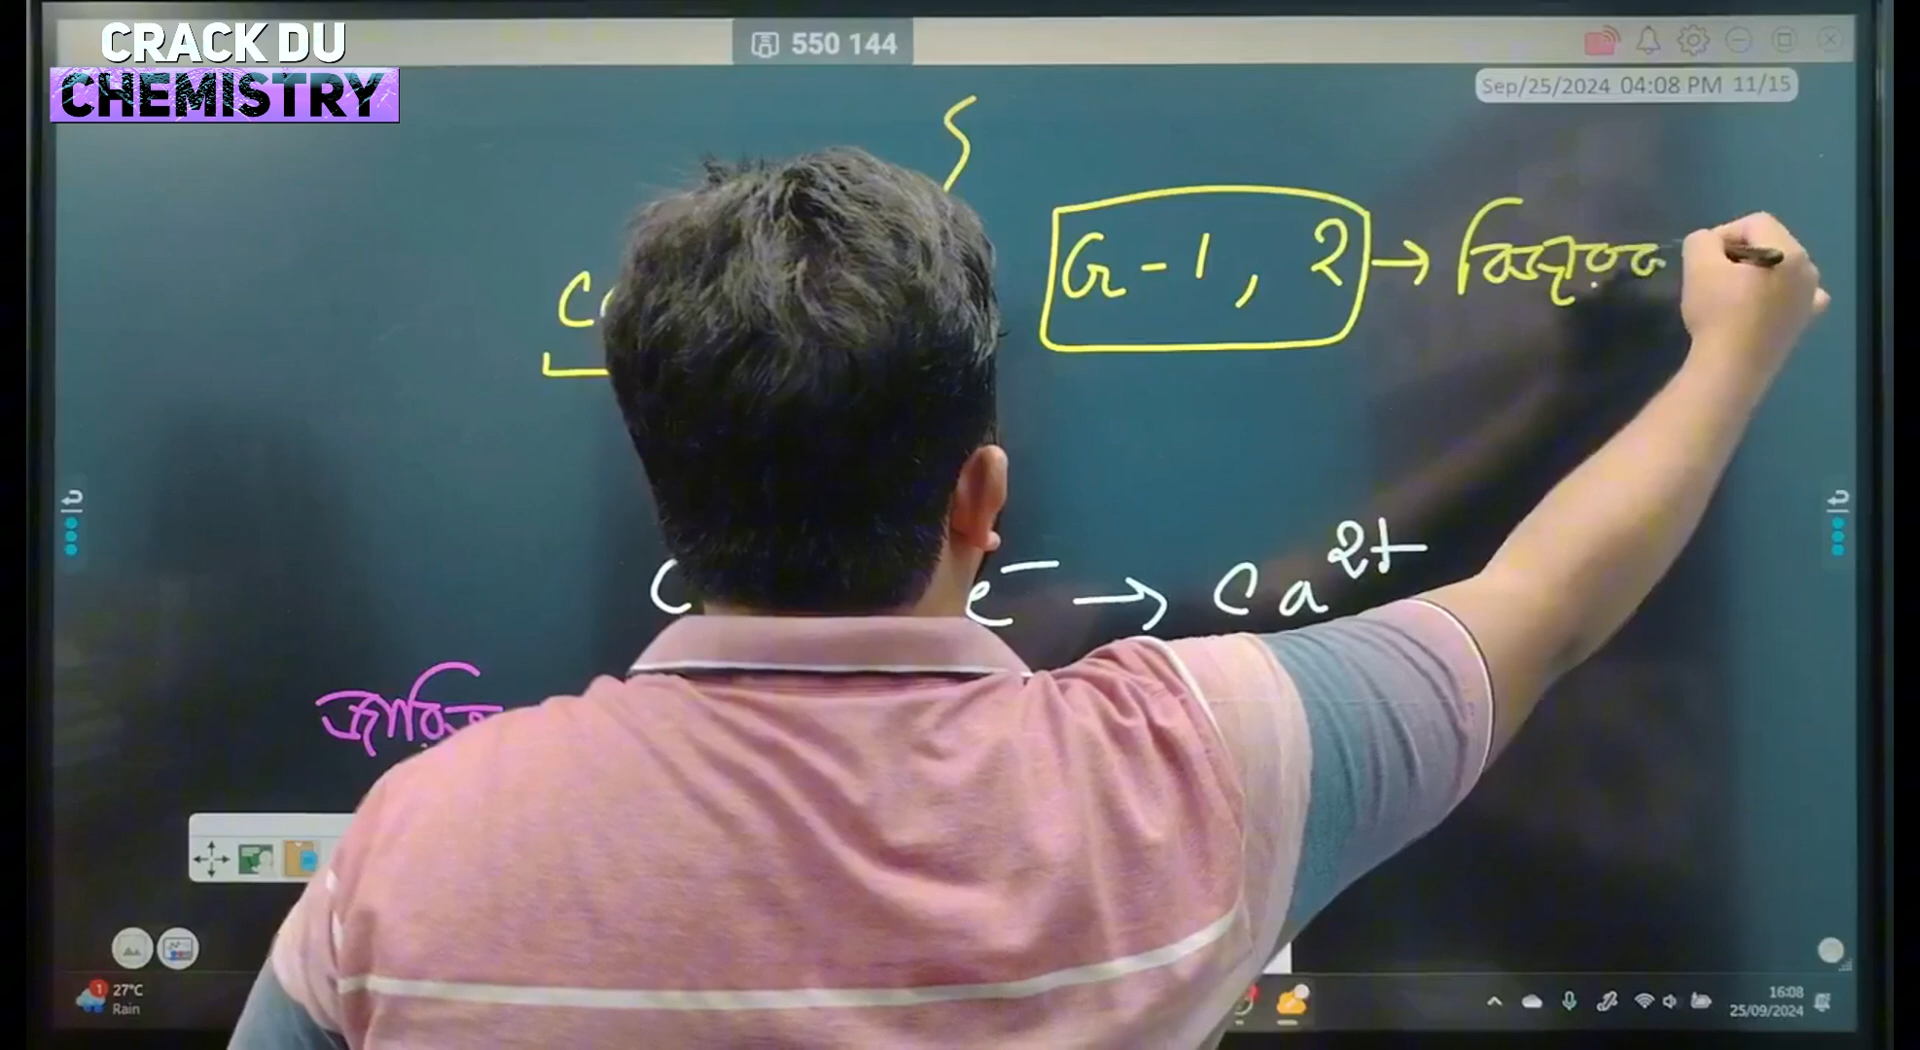 CRACK DU
CHEMISTRY
550 144
Sep/25/2024 04:08 PM 11/15
Gr-1, 2 → বিজারক
e⁻ → Ca²⁺
জারিত
27°C
Rain
16:08
25/09/2024